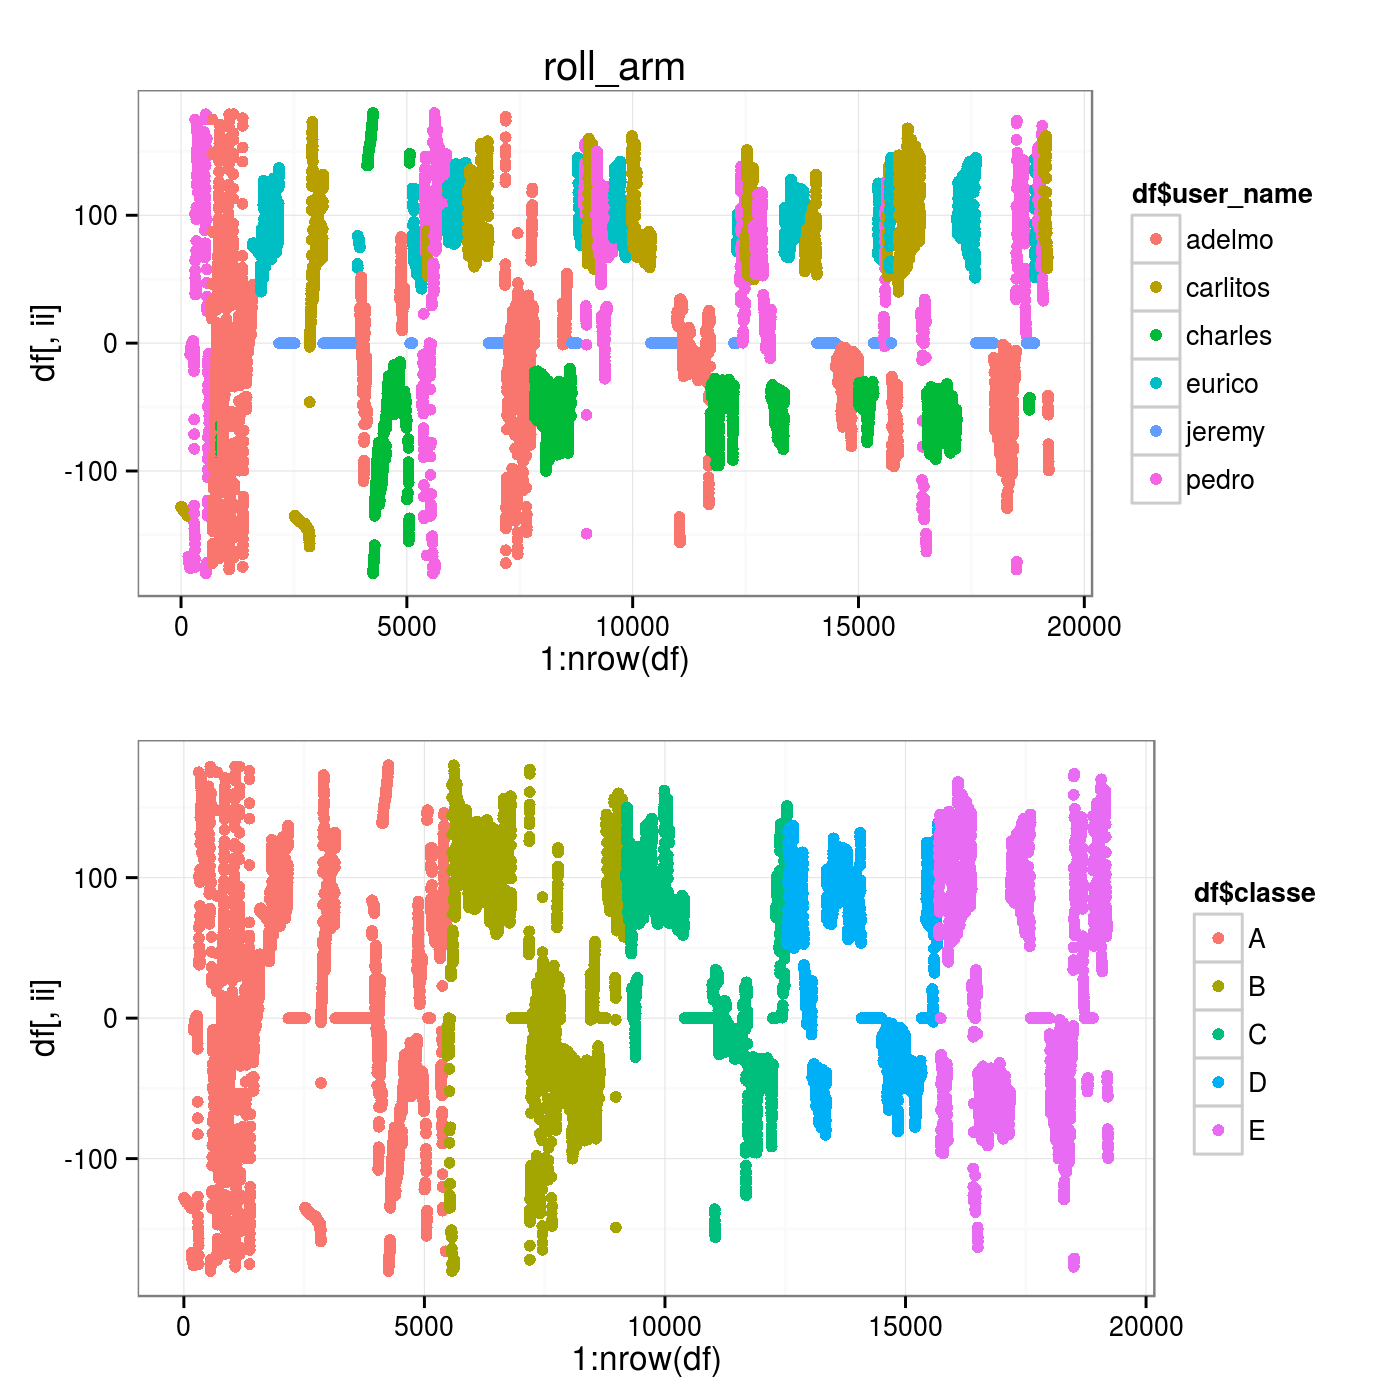 roll_arm
df[, ii]
100
0
-100
0 5000 10000 15000 20000
1:nrow(df)
df$user_name
adelmo
carlitos
charles
eurico
jeremy
pedro
df[, ii]
100
0
-100
0 5000 10000 15000 20000
1:nrow(df)
df$classe
A
B
C
D
E